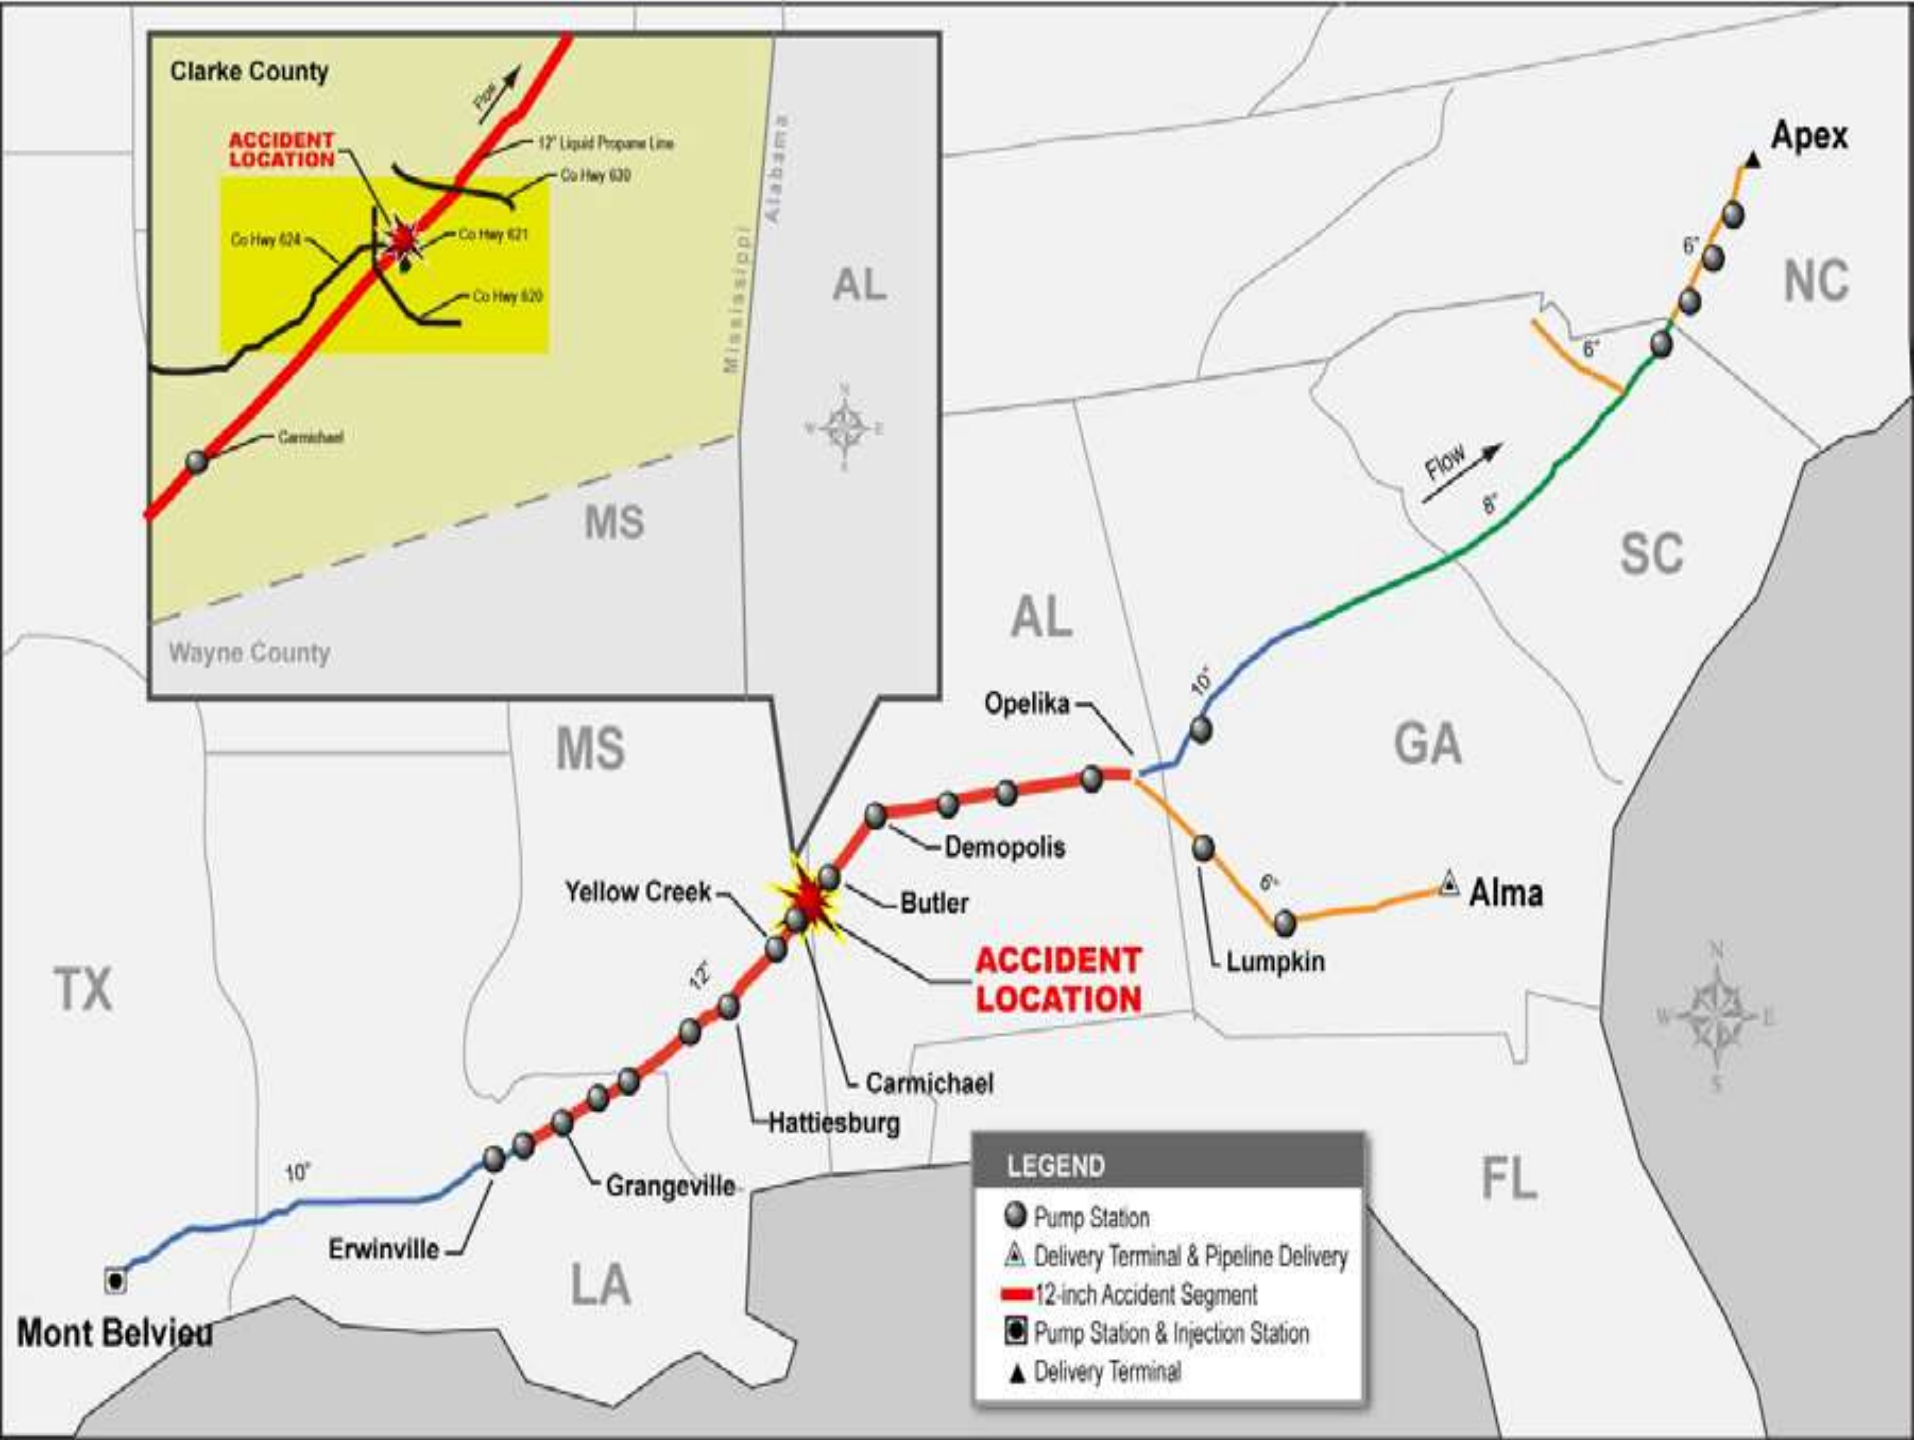 Clarke County
Flow
ACCIDENT
LOCATION
12" Liquid Propane Line
Co Hwy 630
Co Hwy 624
Co Hwy 621
Co Hwy 620
Carmichael
Mississippi
Alabama
AL
N
W E
S
MS
Wayne County
Apex
6"
NC
6"
Flow
8"
SC
AL
10"
Opelika
GA
MS
Demopolis
Yellow Creek
Butler
6"
Alma
ACCIDENT
LOCATION
Lumpkin
12"
TX
N
W E
S
Carmichael
Hattiesburg
10"
Grangeville
Erwinville
LA
FL
Mont Belvieu
LEGEND
Pump Station
Delivery Terminal & Pipeline Delivery
12-inch Accident Segment
Pump Station & Injection Station
Delivery Terminal